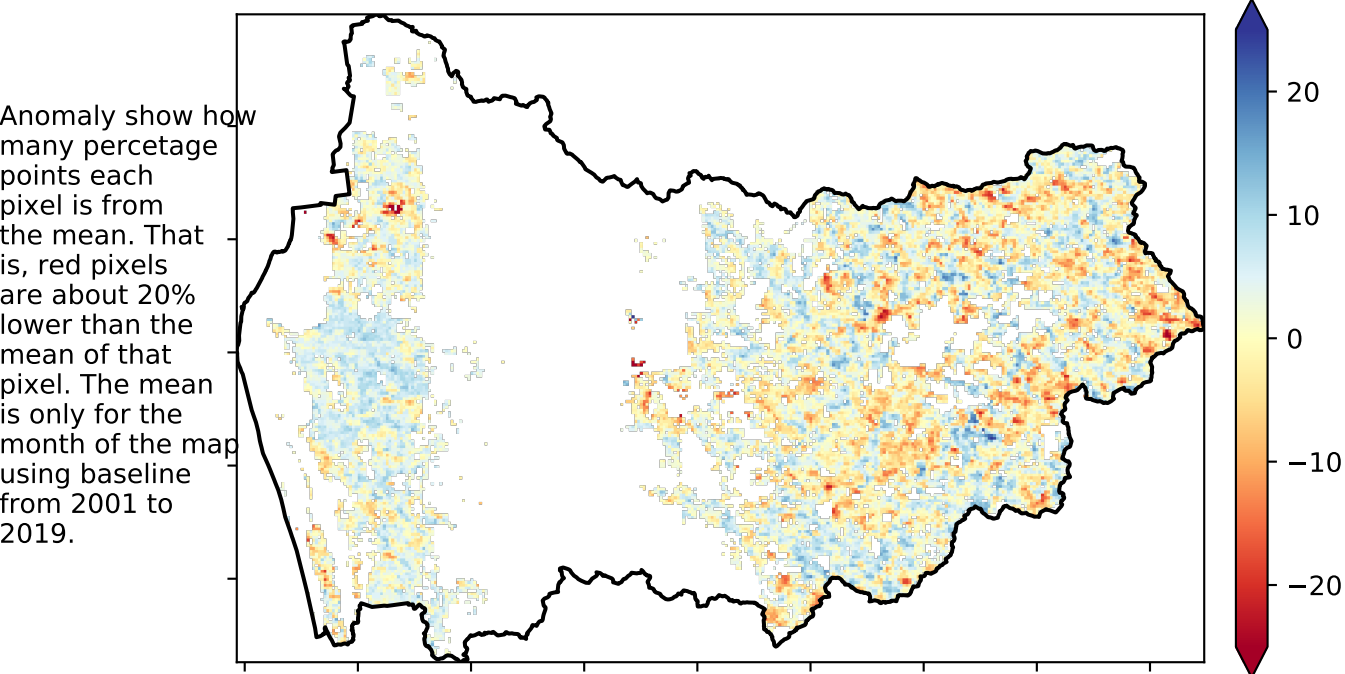 Anomaly show how
many percetage
points each
pixel is from
the mean. That
is, red pixels
are about 20%
lower than the
mean of that
pixel. The mean
is only for the
month of the map
using baseline
from 2001 to
2019.
20
10
0
−10
−20